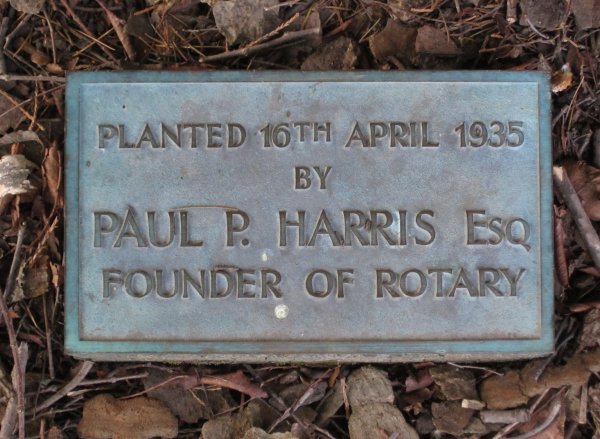 PLANTED 16TH APRIL 1935
BY
PAUL P. HARRIS ESQ
FOUNDER OF ROTARY